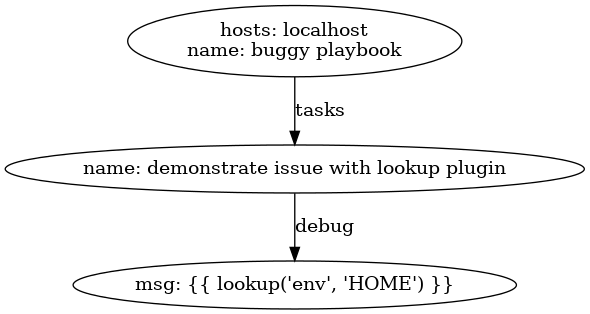 hosts: localhost
name: buggy playbook
tasks
name: demonstrate issue with lookup plugin
debug
msg: {{ lookup('env', 'HOME') }}